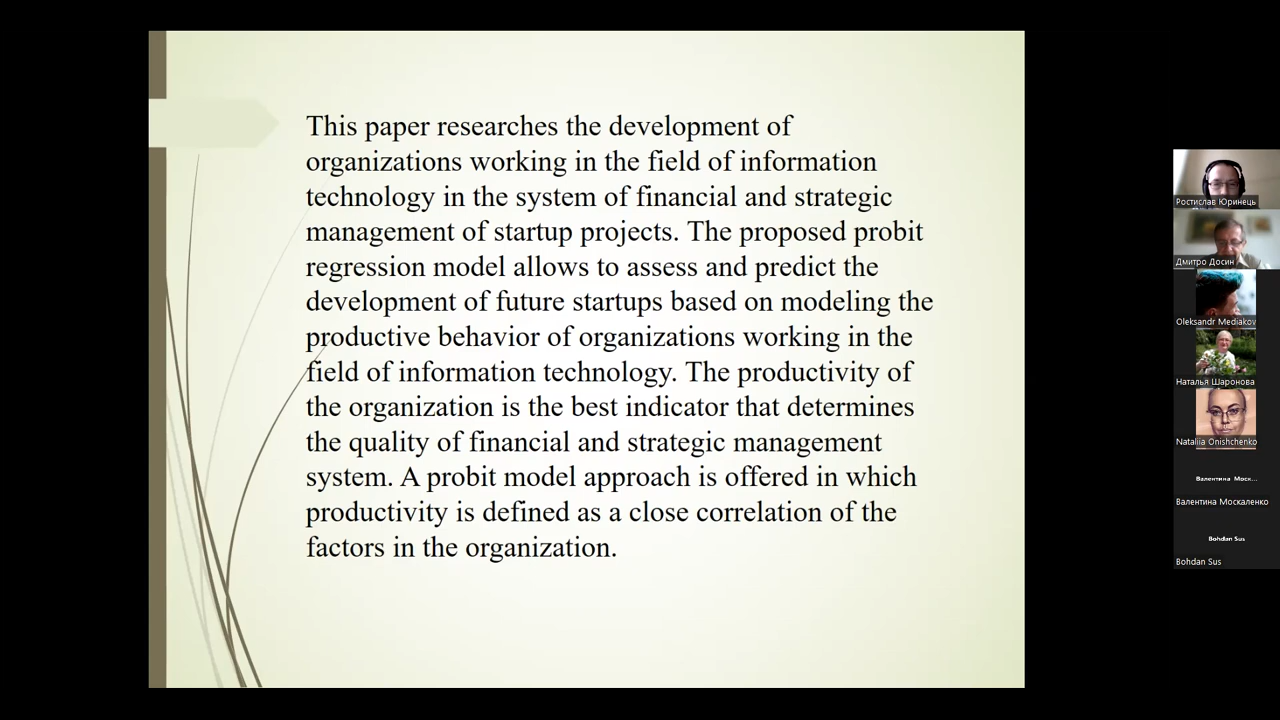 This paper researches the development of
organizations working in the field of information
technology in the system of financial and strategic
management of startup projects. The proposed probit
regression model allows to assess and predict the
development of future startups based on modeling the
productive behavior of organizations working in the
field of information technology. The productivity of
the organization is the best indicator that determines
the quality of financial and strategic management
system. A probit model approach is offered in which
productivity is defined as a close correlation of the
factors in the organization.
Ростислав Юринець
Дмитро Досин
Oleksandr Mediakov
Наталья Шаронова
Nataliia Onishchenko
Валентина Моск...
Валентина Москаленко
Bohdan Sus
Bohdan Sus